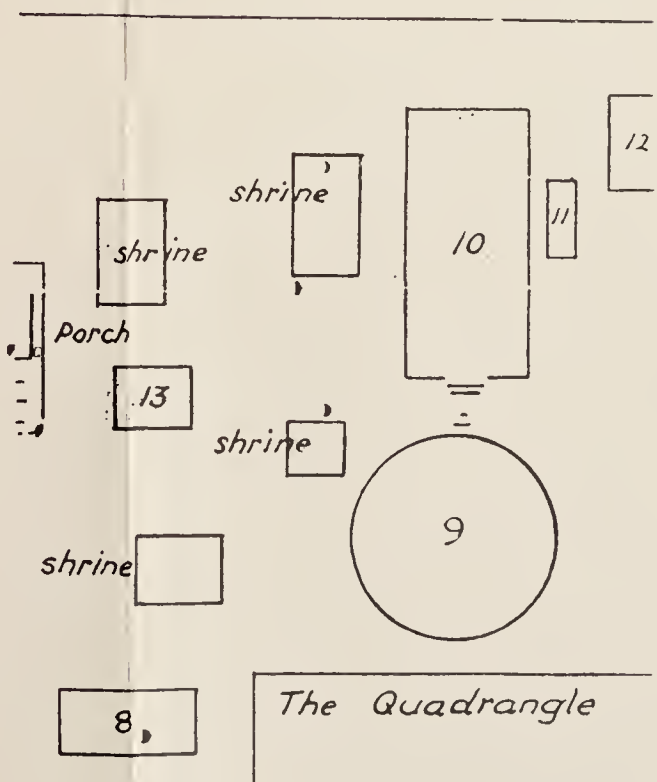 12
shrine
11
shrine
10
Porch
13
shrine
9
shrine
The Quadrangle
8